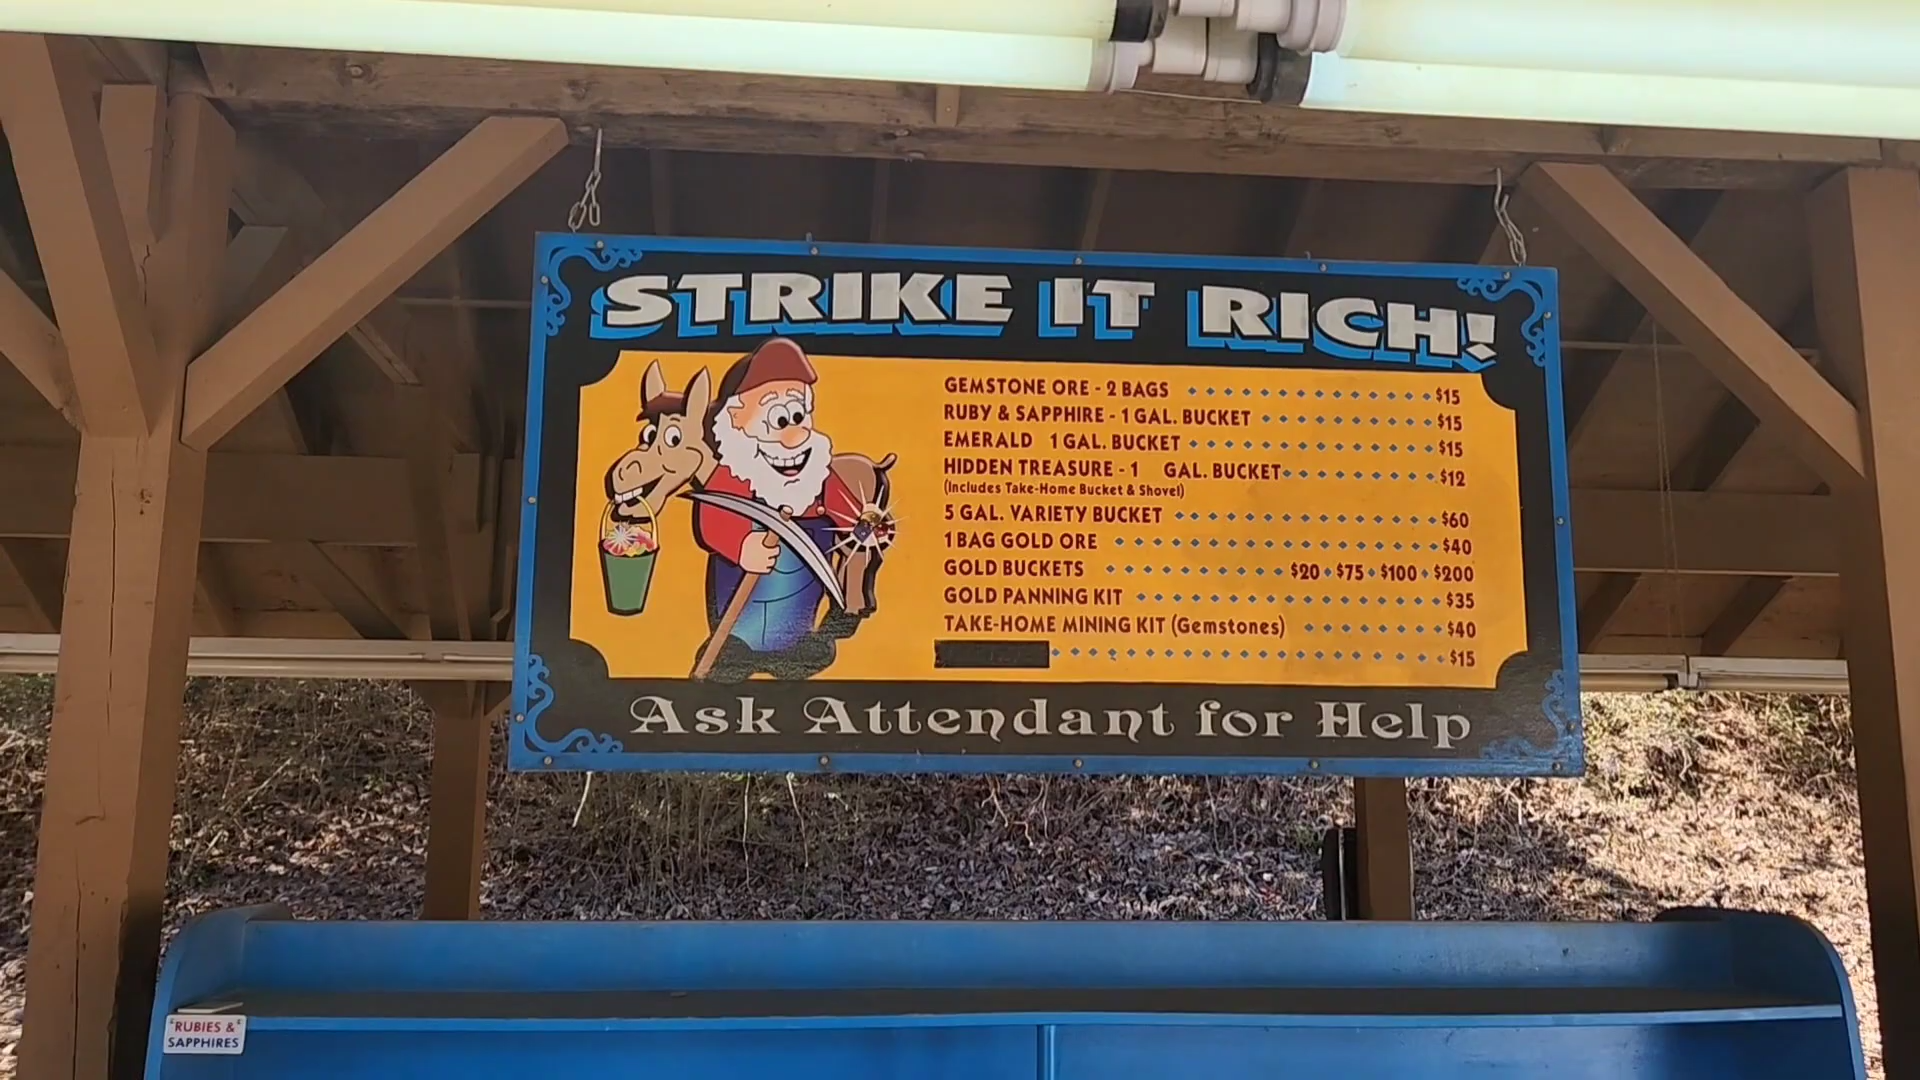 STRIKE IT RICH!
GEMSTONE ORE - 2 BAGS $15
RUBY & SAPPHIRE - 1 GAL. BUCKET $15
EMERALD 1 GAL. BUCKET $15
HIDDEN TREASURE - 1 GAL. BUCKET $12
(Includes Take-Home Bucket & Shovel)
5 GAL. VARIETY BUCKET $60
1 BAG GOLD ORE $40
GOLD BUCKETS $20 • $75 • $100 • $200
GOLD PANNING KIT $35
TAKE-HOME MINING KIT (Gemstones) $40
$15
Ask Attendant for Help
RUBIES &
SAPPHIRES